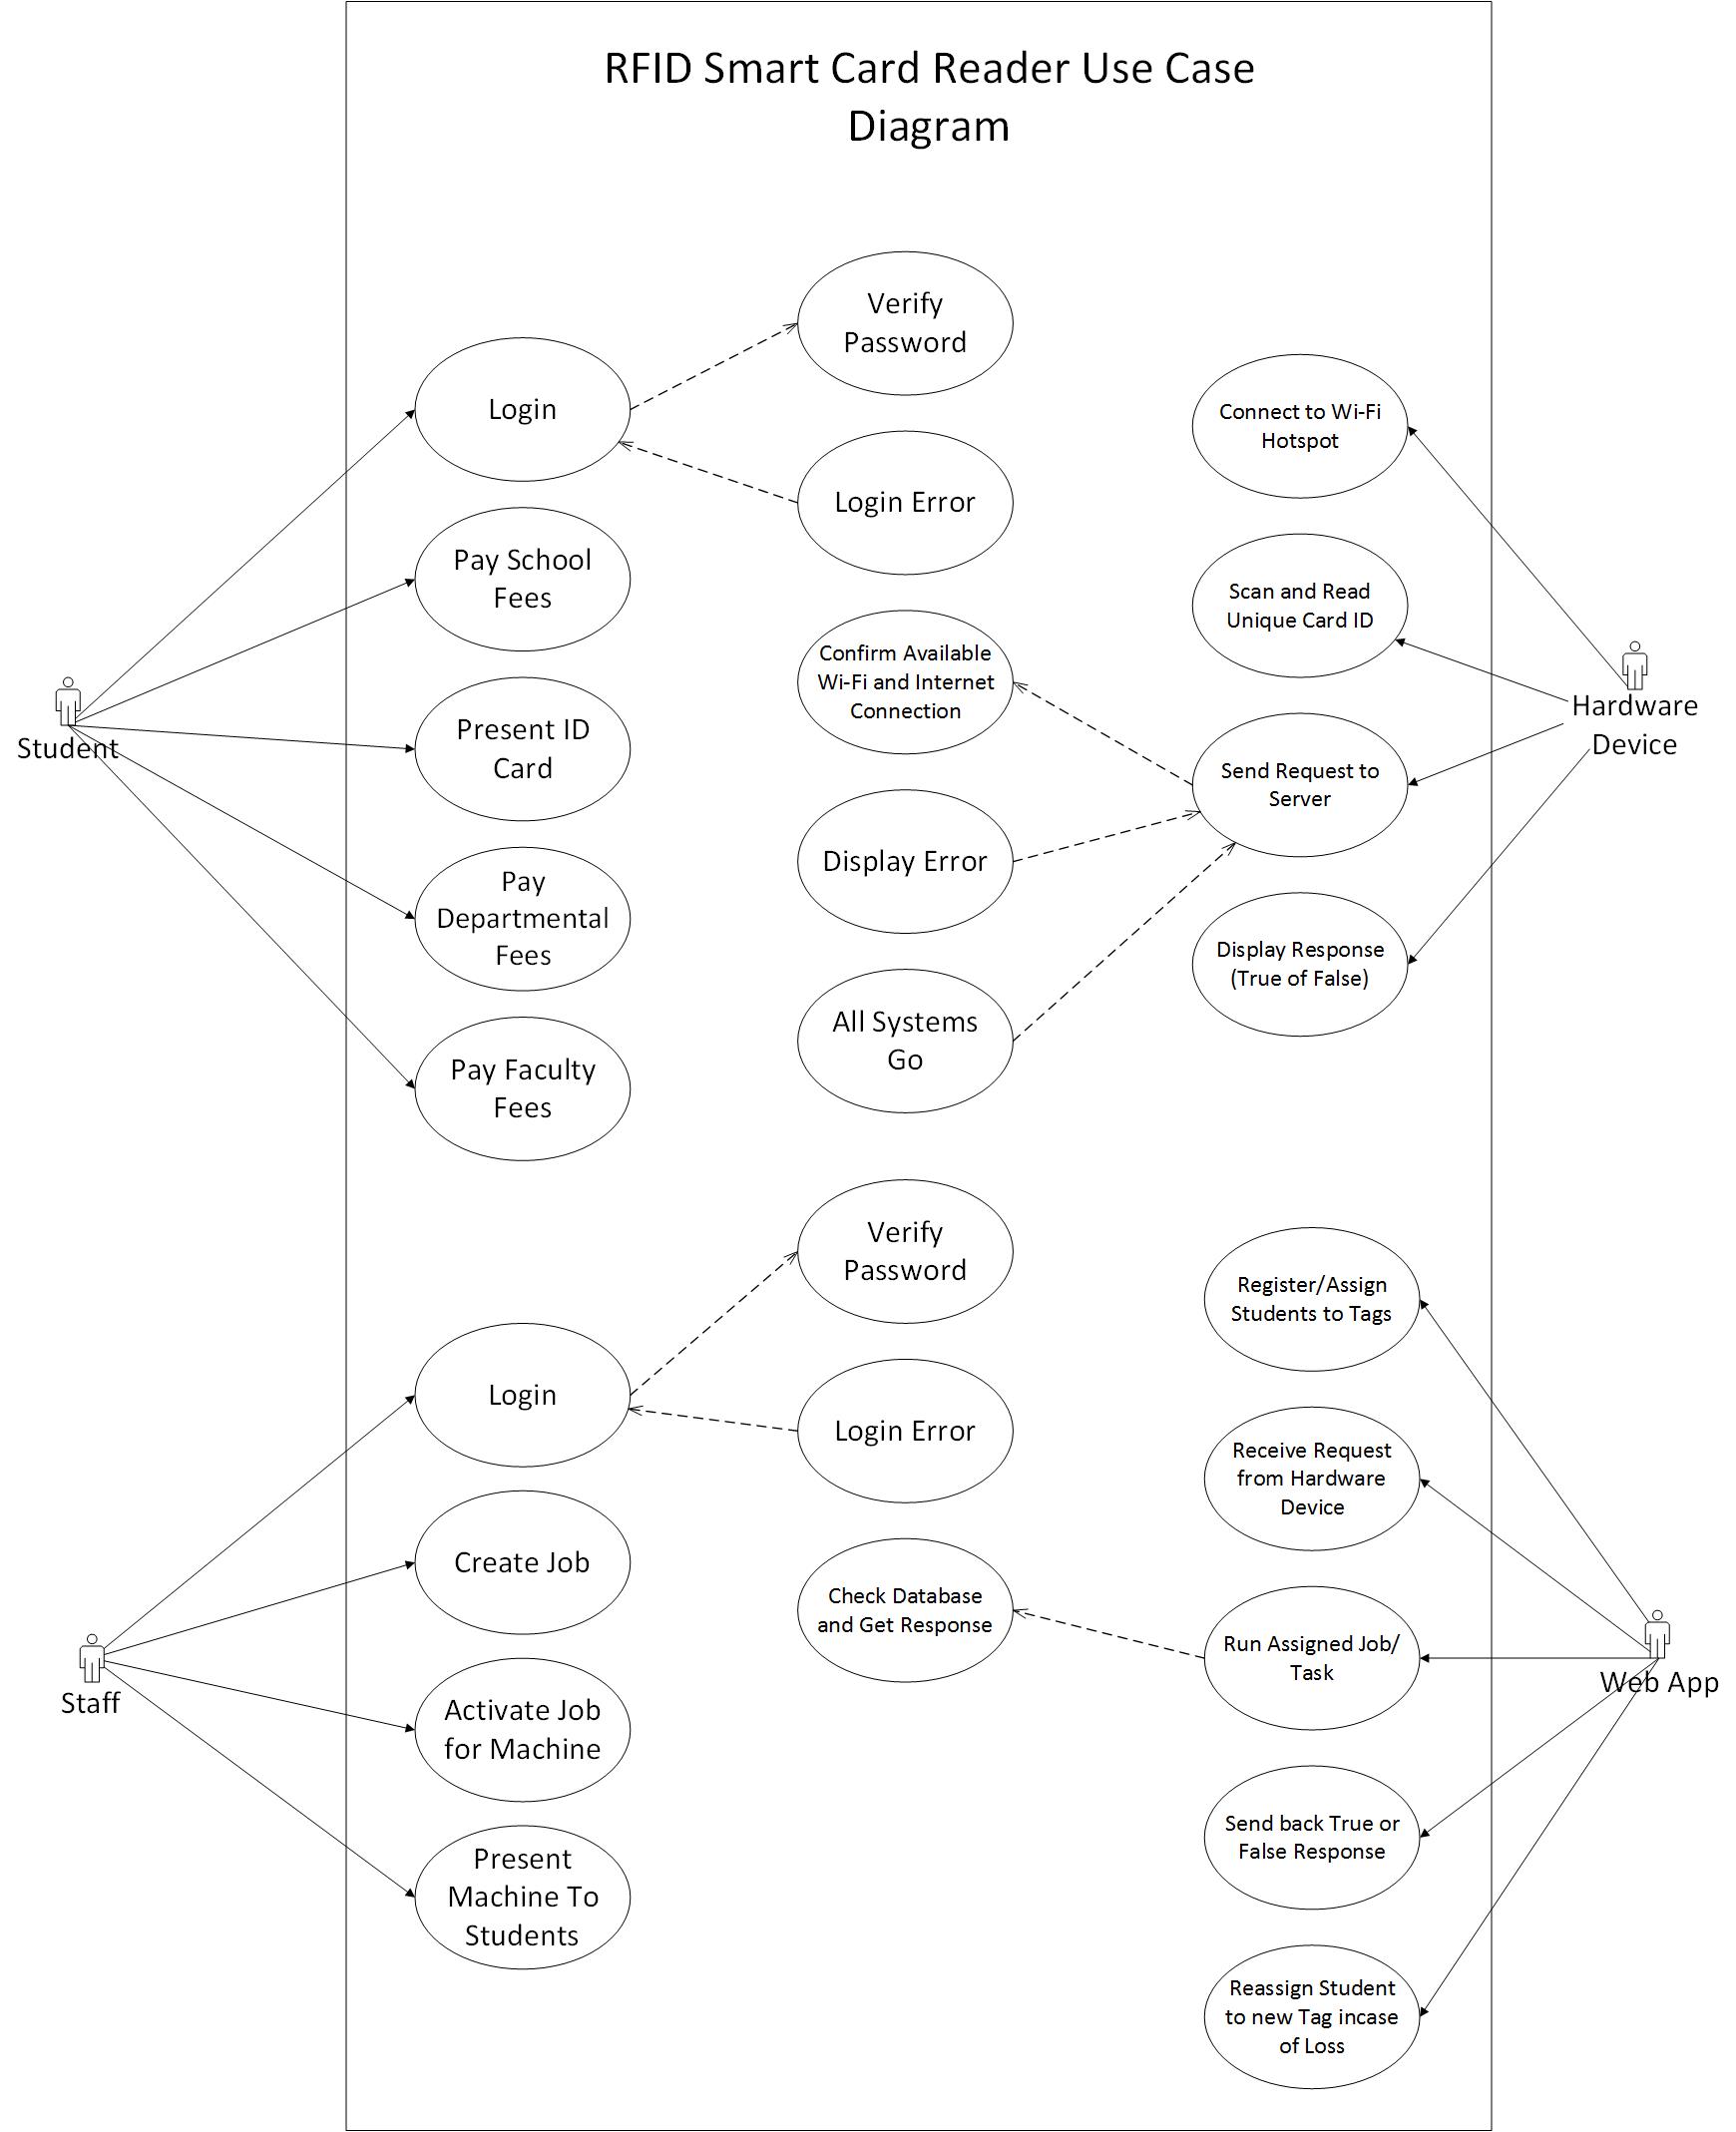 RFID Smart Card Reader Use Case
Diagram
Verify
Password
Login
Connect to Wi-Fi
Hotspot
Login Error
Pay School
Fees
Scan and Read
Unique Card ID
Confirm Available
Wi-Fi and Internet
Connection
Hardware
Device
Student
Present ID
Card
Send Request to
Server
Display Error
Pay
Departmental
Fees
Display Response
(True of False)
All Systems
Go
Pay Faculty
Fees
Verify
Password
Register/Assign
Students to Tags
Login
Login Error
Receive Request
from Hardware
Device
Create Job
Check Database
and Get Response
Run Assigned Job/
Task
Web App
Staff
Activate Job
for Machine
Send back True or
False Response
Present
Machine To
Students
Reassign Student
to new Tag incase
of Loss